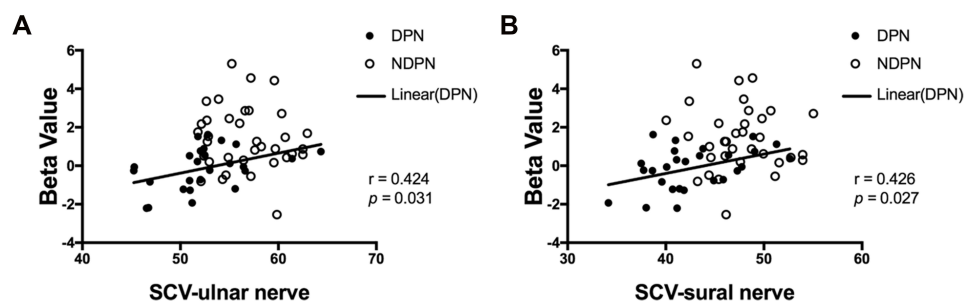 A
DPN
NDPN
Linear(DPN)
Beta Value
6
4
2
0
-2
-4
40
50
60
70
r = 0.424
p = 0.031
SCV-ulnar nerve
B
DPN
NDPN
Linear(DPN)
Beta Value
6
4
2
0
-2
-4
30
40
50
60
r = 0.426
p = 0.027
SCV-sural nerve